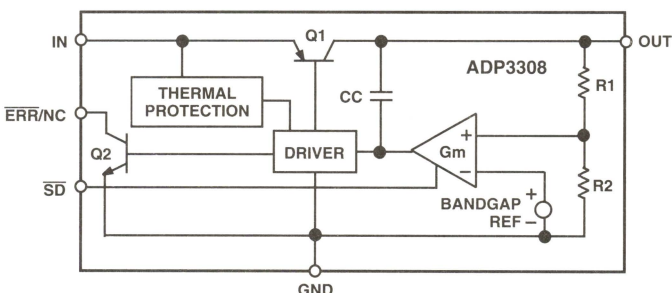 IN
Q1
OUT
ADP3308
THERMAL
PROTECTION
CC
R1
ERR/NC
Q2
DRIVER
Gm
+
−
R2
SD
BANDGAP +
REF −
GND